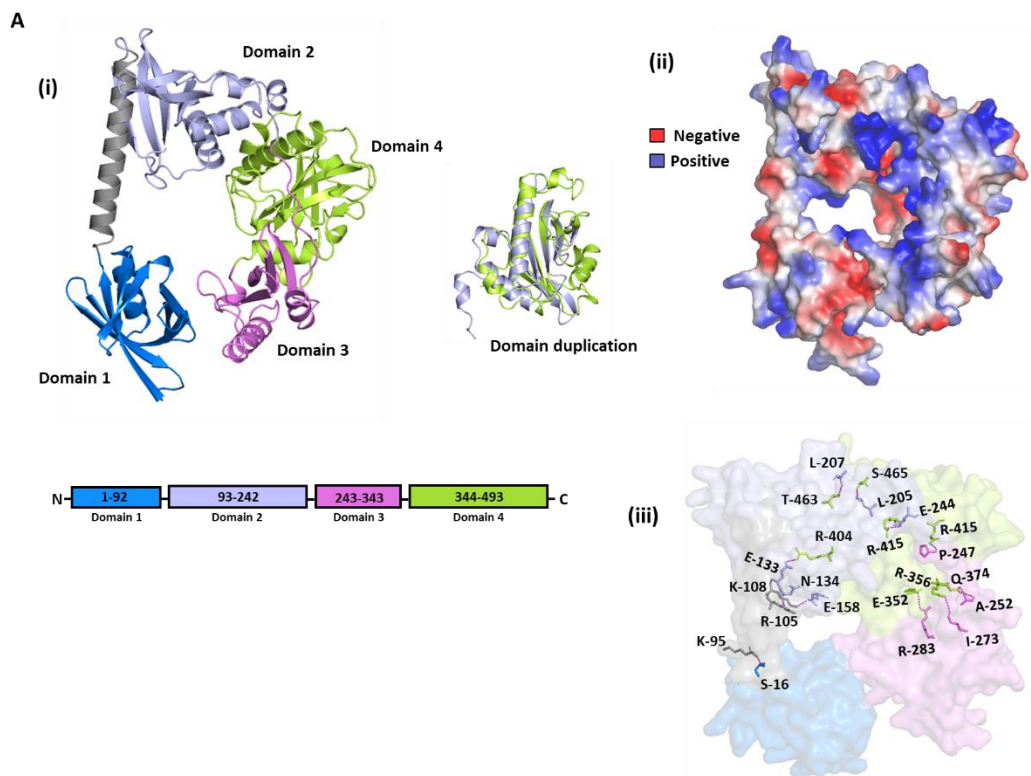 A
(i)
Domain 2
Domain 4
Domain 3
Domain 1
Domain duplication
(ii)
Negative
Positive
N
1-92
93-242
243-343
344-493
C
Domain 1
Domain 2
Domain 3
Domain 4
(iii)
L-207
S-465
T-463
L-205
E-244
R-404
R-415
R-415
P-247
E-133
K-108
N-134
R-356
Q-374
E-158
E-352
A-252
R-105
K-95
R-283
I-273
S-16